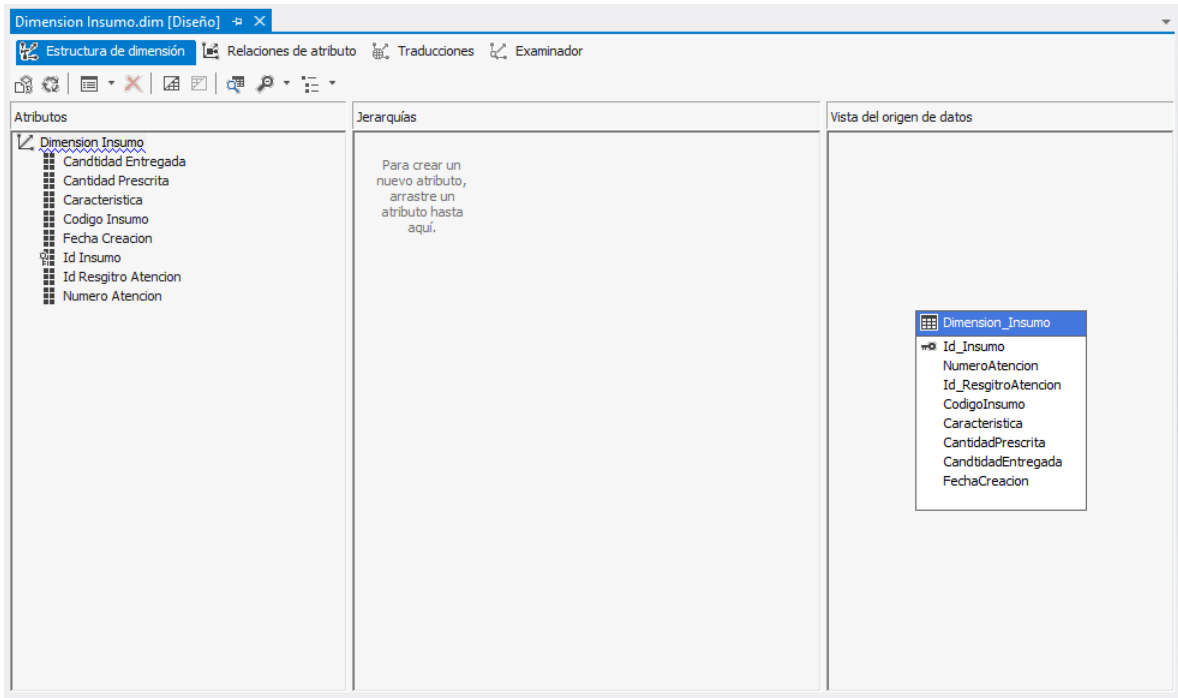 Dimension Insumo.dim [Diseño]
Estructura de dimensión Relaciones de atributo Traducciones Examinador
Atributos
Dimension Insumo
Candtidad Entregada
Cantidad Prescrita
Caracteristica
Codigo Insumo
Fecha Creacion
Id Insumo
Id Resgitro Atencion
Numero Atencion
Jerarquías
Para crear un
nuevo atributo,
arrastre un
atributo hasta
aquí.
Vista del origen de datos
Dimension_Insumo
Id_Insumo
NumeroAtencion
Id_ResgitroAtencion
CodigoInsumo
Caracteristica
CantidadPrescrita
CandtidadEntregada
FechaCreacion